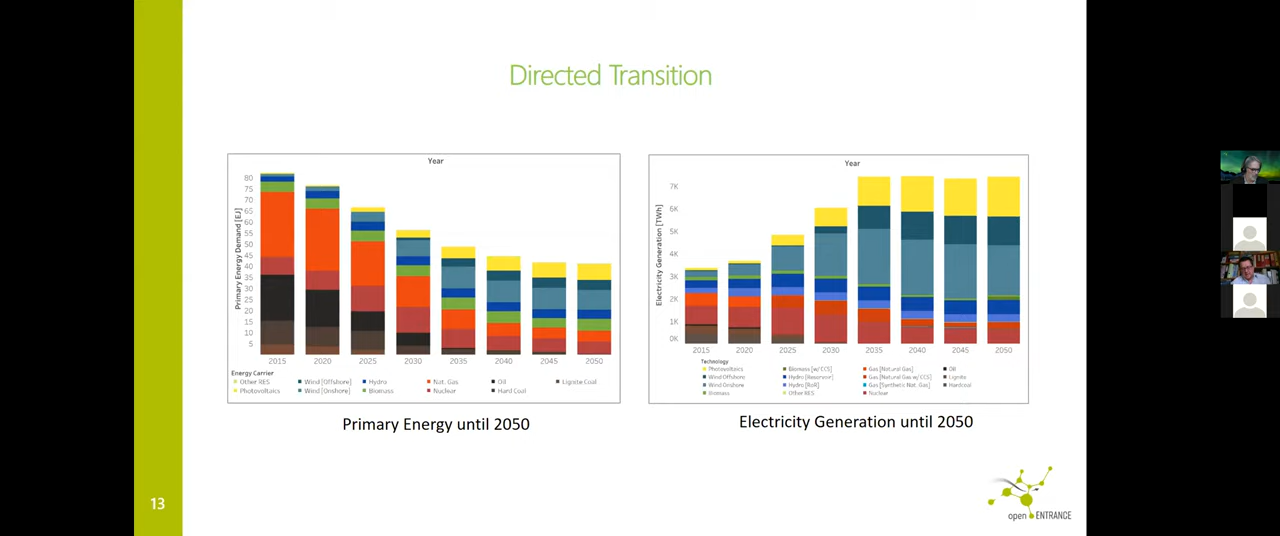 Directed Transition
Year
Primary Energy Demand [EJ]
80
75
70
65
60
55
50
45
40
35
30
25
20
15
10
5
2015 2020 2025 2030 2035 2040 2045 2050
Energy Carrier
Other RES Wind [Offshore] Hydro Nat. Gas Oil Lignite Coal
Photovoltaics Wind [Onshore] Biomass Nuclear Hard Coal
Primary Energy until 2050
Year
Electricity Generation [TWh]
7K
6K
5K
4K
3K
2K
1K
0K
2015 2020 2025 2030 2035 2040 2045 2050
Technology
Photovoltaics Biomass [w/ CCS] Gas [Natural Gas] Oil
Wind Offshore Hydro [Reservoir] Gas [Natural Gas w/ CCS] Lignite
Wind Onshore Hydro [RoR] Gas [Synthetic Nat. Gas] Hardcoal
Biomass Other RES Nuclear
Electricity Generation until 2050
13
open ENTRANCE